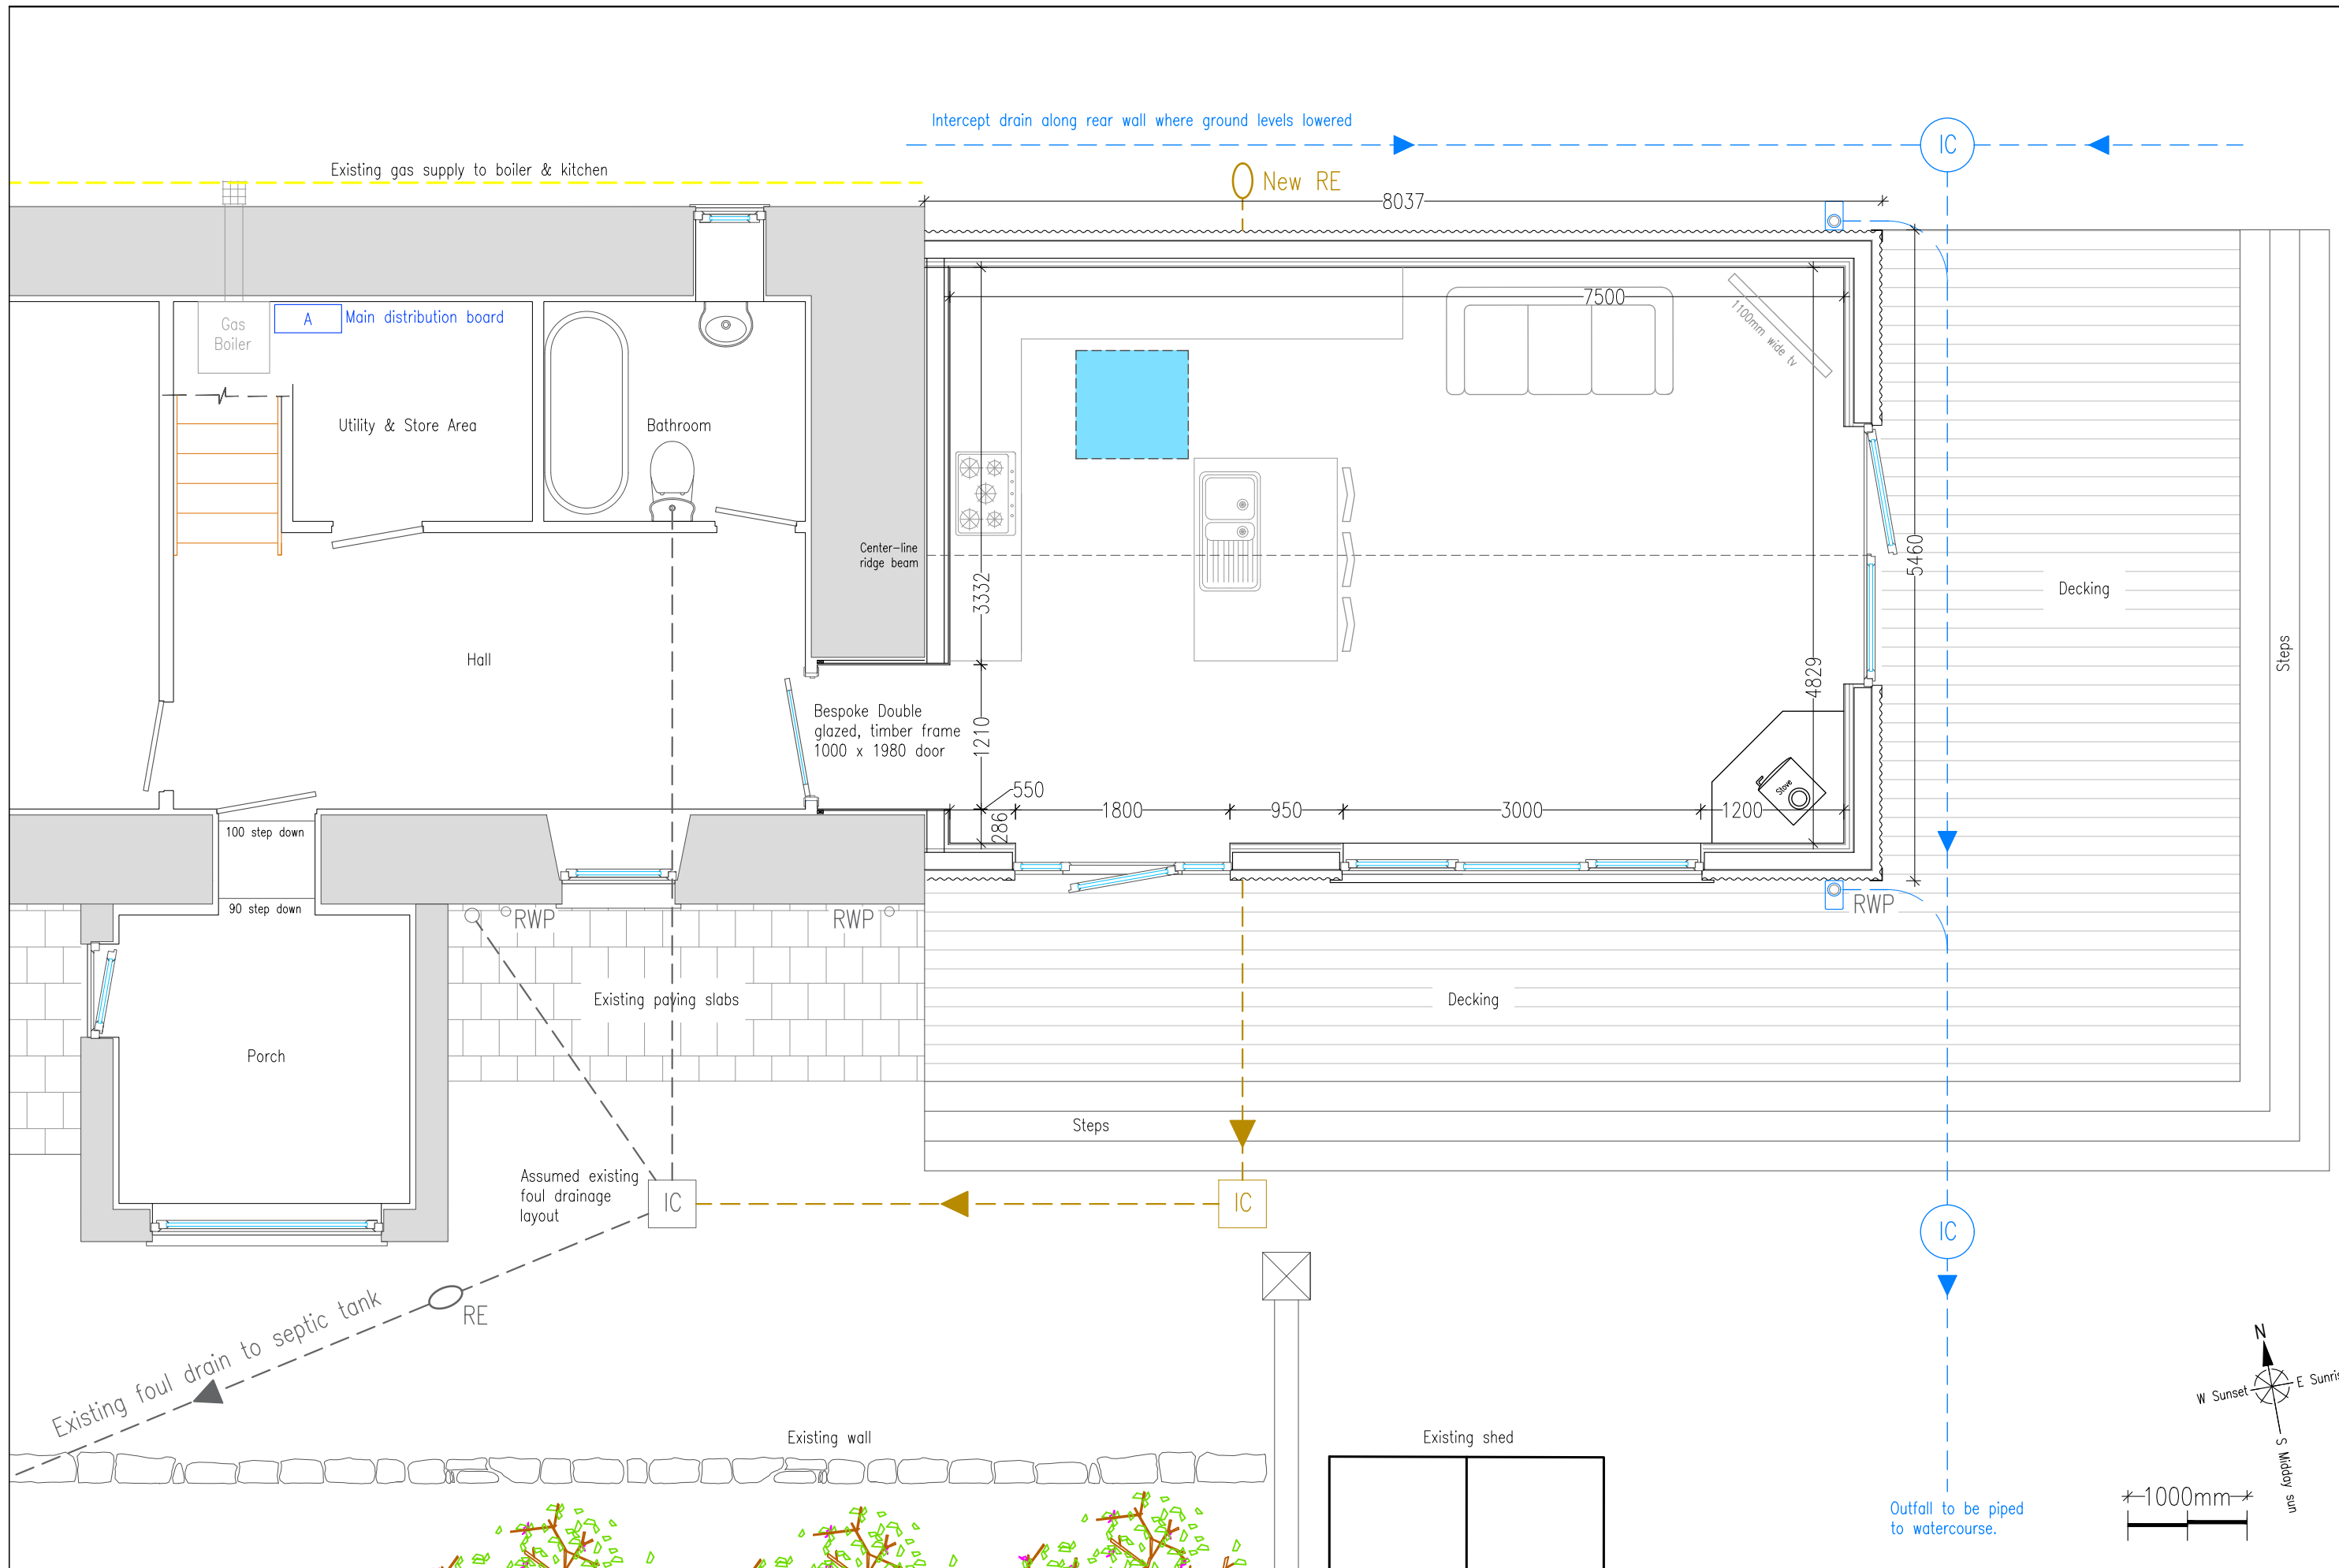 Intercept drain along rear wall where ground levels lowered
IC
Existing gas supply to boiler & kitchen
New RE
8037
7500
Gas
Boiler
A
Main distribution board
1100mm wide tv
Utility & Store Area
Bathroom
Center-line
ridge beam
3332
5460
Decking
Steps
Hall
4829
Bespoke Double
glazed, timber frame
1000 x 1980 door
1210
550
286
1800
950
3000
1200
Stove
100 step down
90 step down
RWP
RWP
RWP
Existing paving slabs
Decking
Porch
Steps
Assumed existing
foul drainage
layout
IC
IC
IC
RE
Existing foul drain to septic tank
N
W Sunset
E Sunris
S Midday sun
Existing wall
Existing shed
1000mm
Outfall to be piped
to watercourse.